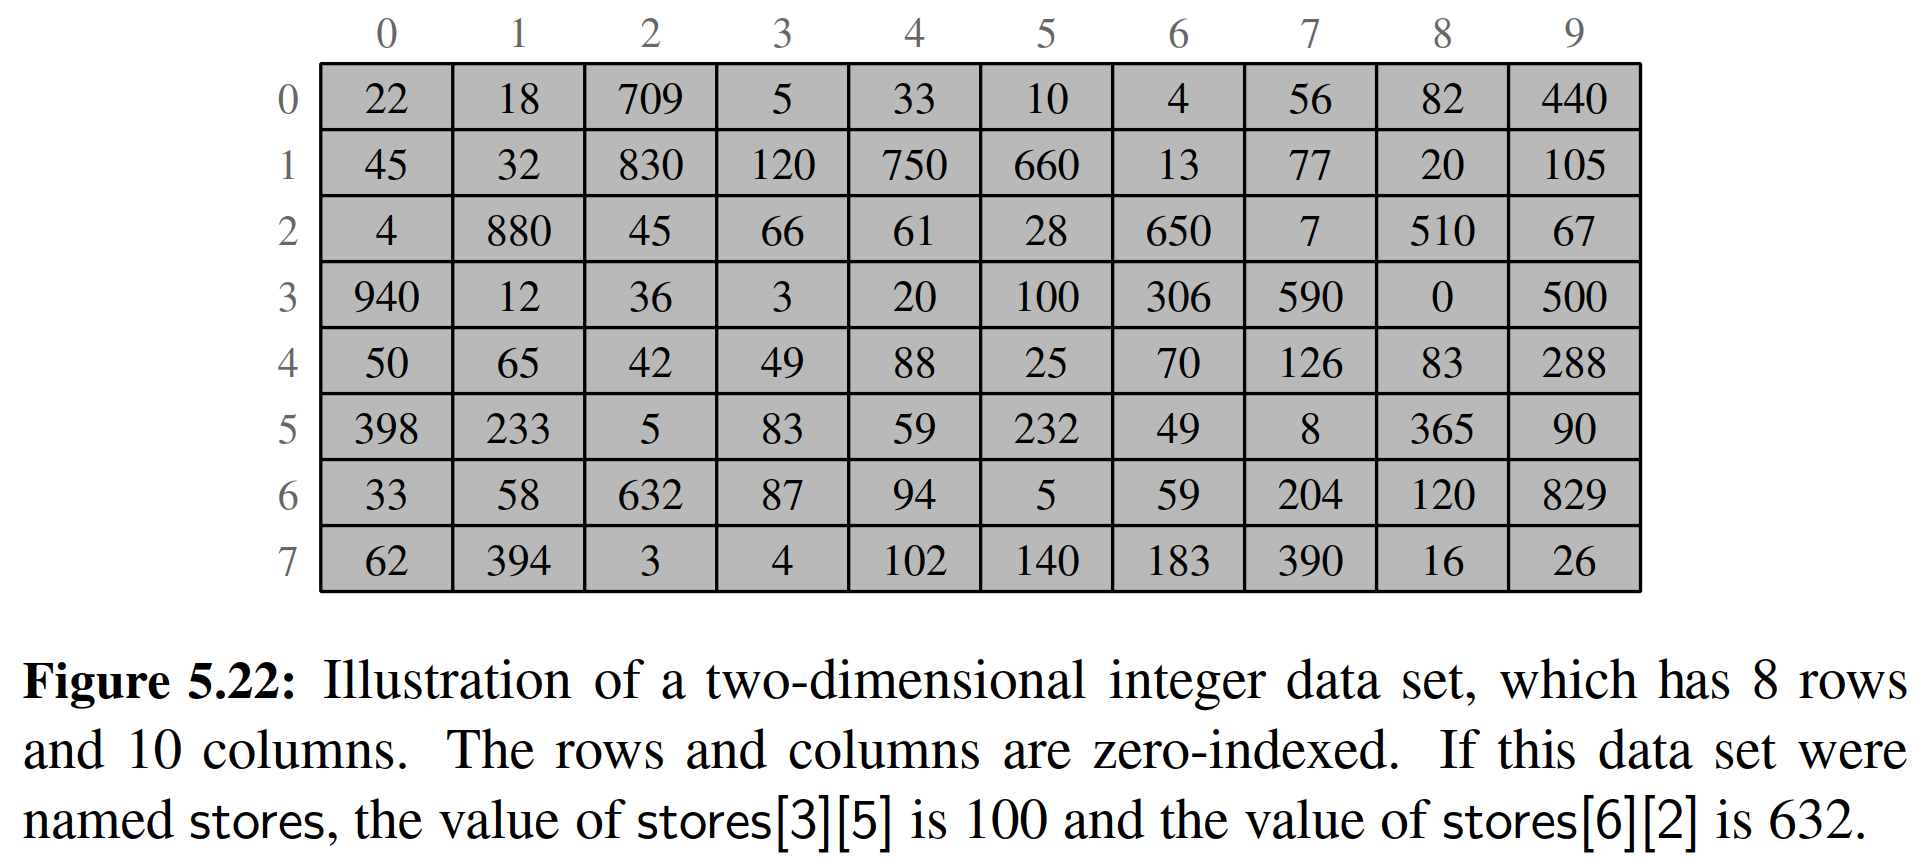 0 1 2 3 4 5 6 7 8 9
0 22 18 709 5 33 10 4 56 82 440
1 45 32 830 120 750 660 13 77 20 105
2 4 880 45 66 61 28 650 7 510 67
3 940 12 36 3 20 100 306 590 0 500
4 50 65 42 49 88 25 70 126 83 288
5 398 233 5 83 59 232 49 8 365 90
6 33 58 632 87 94 5 59 204 120 829
7 62 394 3 4 102 140 183 390 16 26
Figure 5.22: Illustration of a two-dimensional integer data set, which has 8 rows
and 10 columns. The rows and columns are zero-indexed. If this data set were
named stores, the value of stores[3][5] is 100 and the value of stores[6][2] is 632.